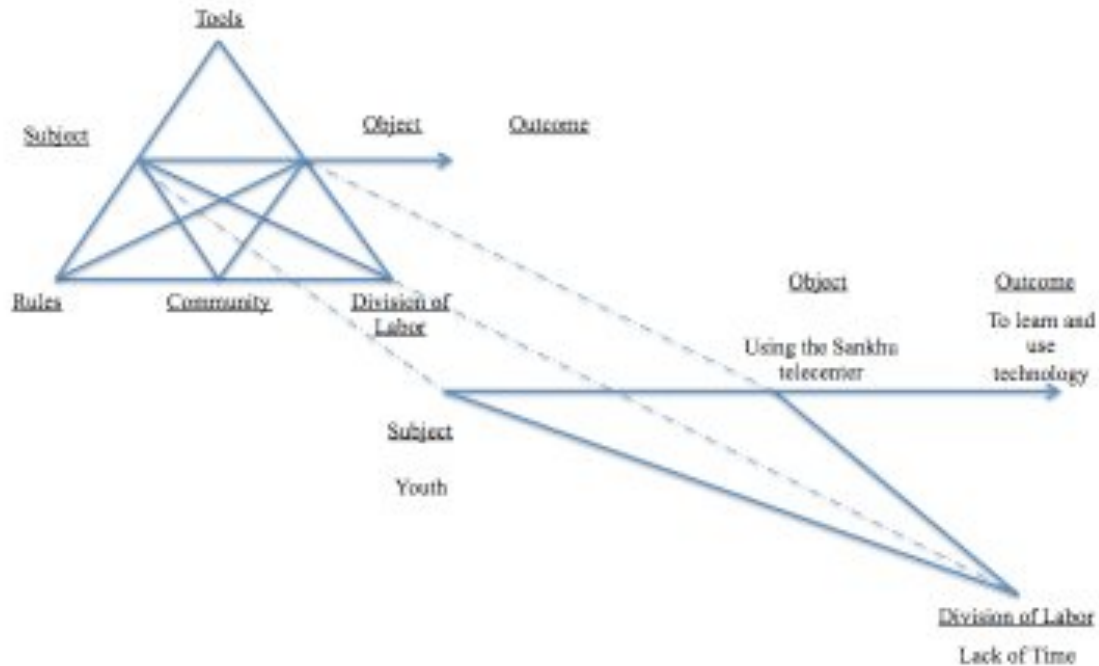 Tools
Subject
Object
Outcome
Rules
Community
Division of
Labor
Object
Outcome
To learn and
use
technology
Using the Sankhu
telecenter
Subject
Youth
Division of Labor
Lack of Time